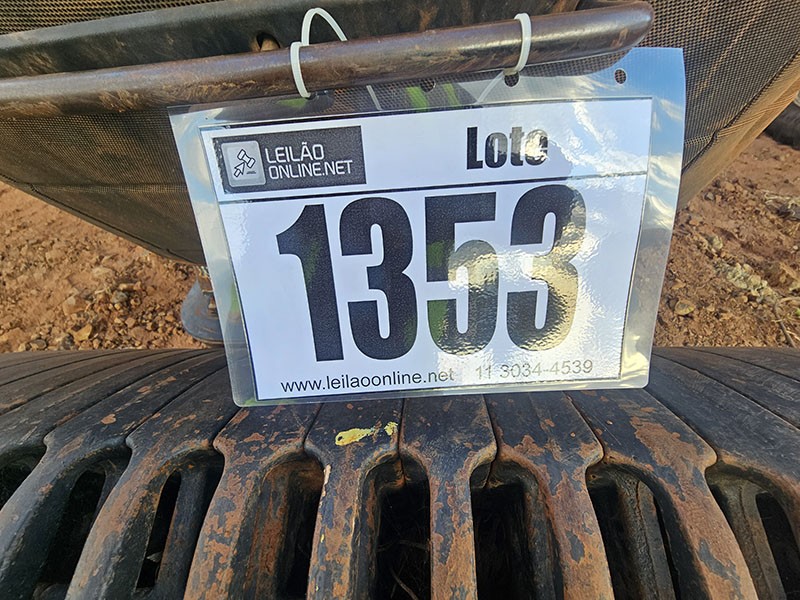 LEILÃO
ONLINE.NET
Lote
1353
www.leilaoonline.net 11 3034-4539